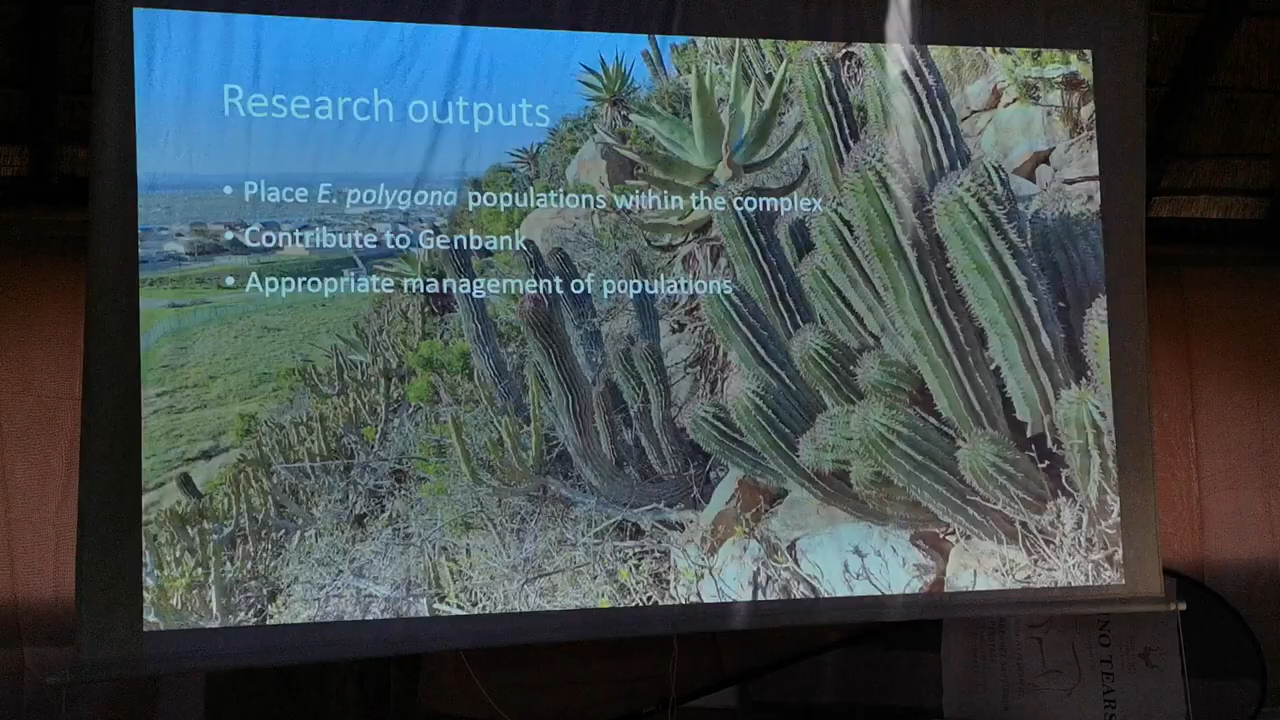 Research outputs
• Place E. polygona populations within the complex
• Contribute to Genbank
• Appropriate management of populations
NO TEARS